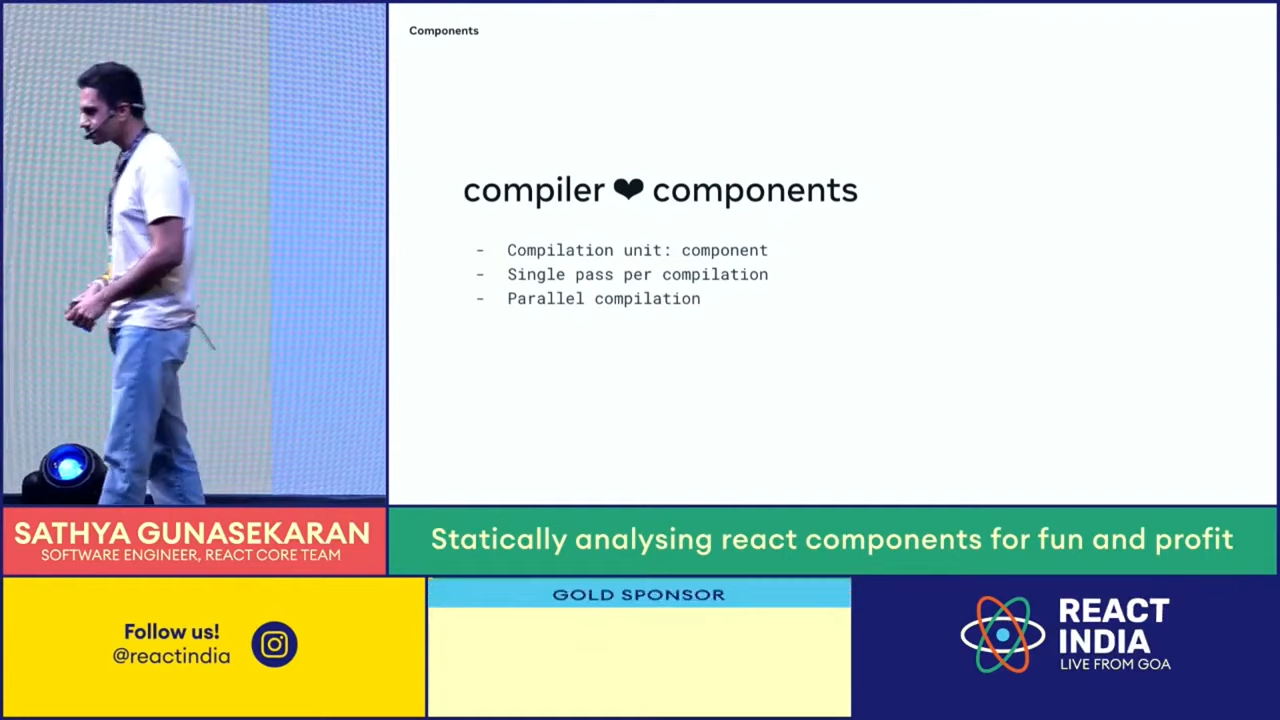 Components
compiler ❤ components
- Compilation unit: component
- Single pass per compilation
- Parallel compilation
SATHYA GUNASEKARAN
SOFTWARE ENGINEER, REACT CORE TEAM
Statically analysing react components for fun and profit
Follow us!
@reactindia
GOLD SPONSOR
REACT
INDIA
LIVE FROM GOA